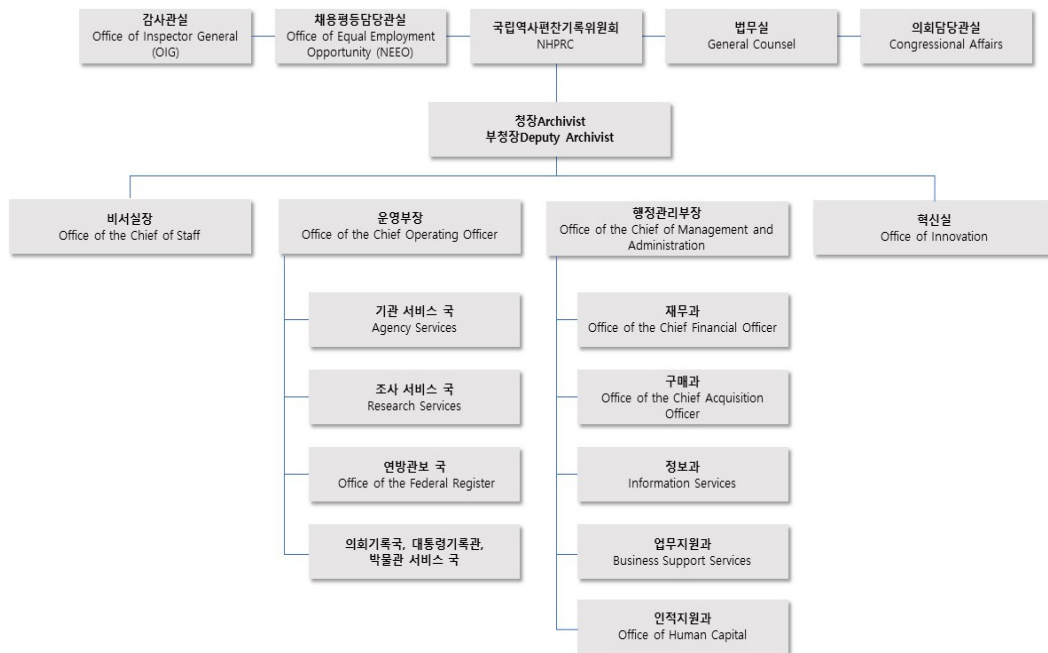 감사관실
Office of Inspector General
(OIG)
채용평등담당관실
Office of Equal Employment
Opportunity (NEEO)
국립역사편찬기록위원회
NHPRC
법무실
General Counsel
의회담당관실
Congressional Affairs
청장Archivist
부청장Deputy Archivist
비서실장
Office of the Chief of Staff
운영부장
Office of the Chief Operating Officer
행정관리부장
Office of the Chief of Management and
Administration
혁신실
Office of Innovation
기관 서비스 국
Agency Services
조사 서비스 국
Research Services
연방관보 국
Office of the Federal Register
의회기록국, 대통령기록관,
박물관 서비스 국
재무과
Office of the Chief Financial Officer
구매과
Office of the Chief Acquisition
Officer
정보과
Information Services
업무지원과
Business Support Services
인적지원과
Office of Human Capital